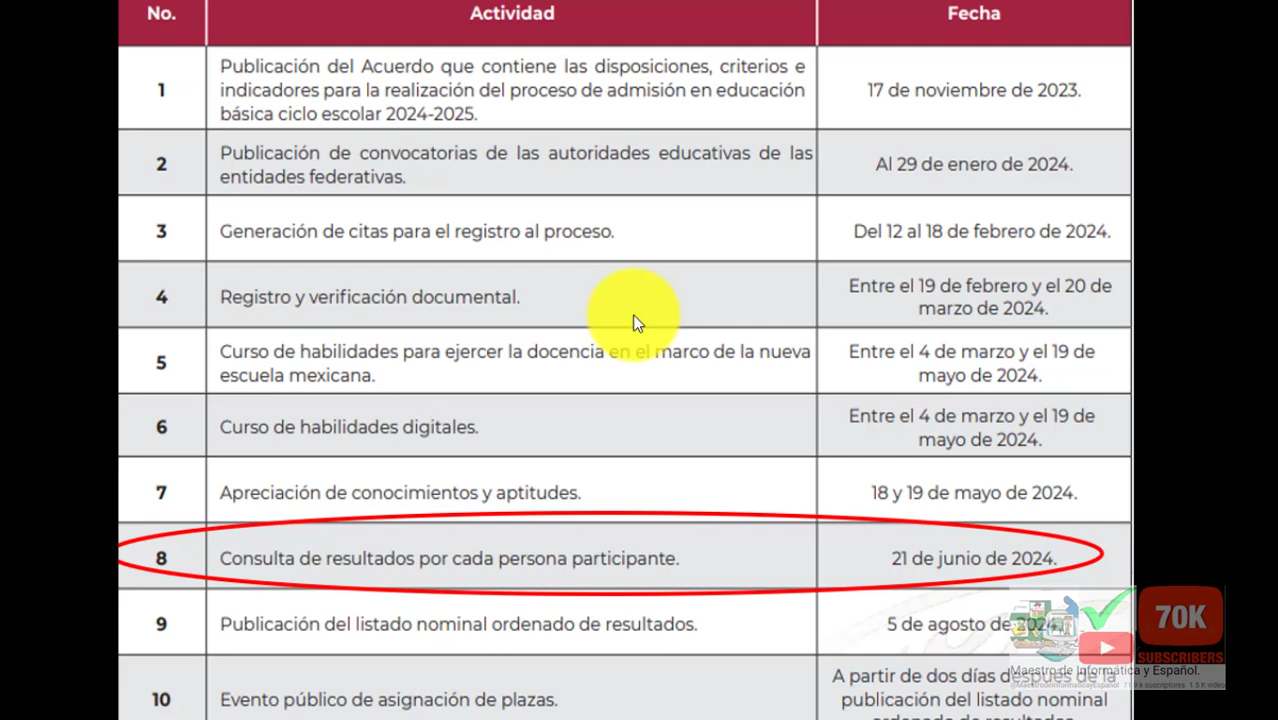 No. Actividad Fecha
1 Publicación del Acuerdo que contiene las disposiciones, criterios e
indicadores para la realización del proceso de admisión en educación
básica ciclo escolar 2024-2025.
17 de noviembre de 2023.
2 Publicación de convocatorias de las autoridades educativas de las
entidades federativas.
Al 29 de enero de 2024.
3 Generación de citas para el registro al proceso. Del 12 al 18 de febrero de 2024.
4 Registro y verificación documental.
Entre el 19 de febrero y el 20 de
marzo de 2024.
5 Curso de habilidades para ejercer la docencia en el marco de la nueva
escuela mexicana.
Entre el 4 de marzo y el 19 de
mayo de 2024.
6 Curso de habilidades digitales.
Entre el 4 de marzo y el 19 de
mayo de 2024.
7 Apreciación de conocimientos y aptitudes. 18 y 19 de mayo de 2024.
8 Consulta de resultados por cada persona participante. 21 de junio de 2024.
9 Publicación del listado nominal ordenado de resultados. 5 de agosto de 2024.
10 Evento público de asignación de plazas.
A partir de dos días después de la
publicación del listado nominal
ordenado de resultados.
70K
SUBSCRIBERS
Maestro de Informática y Español.